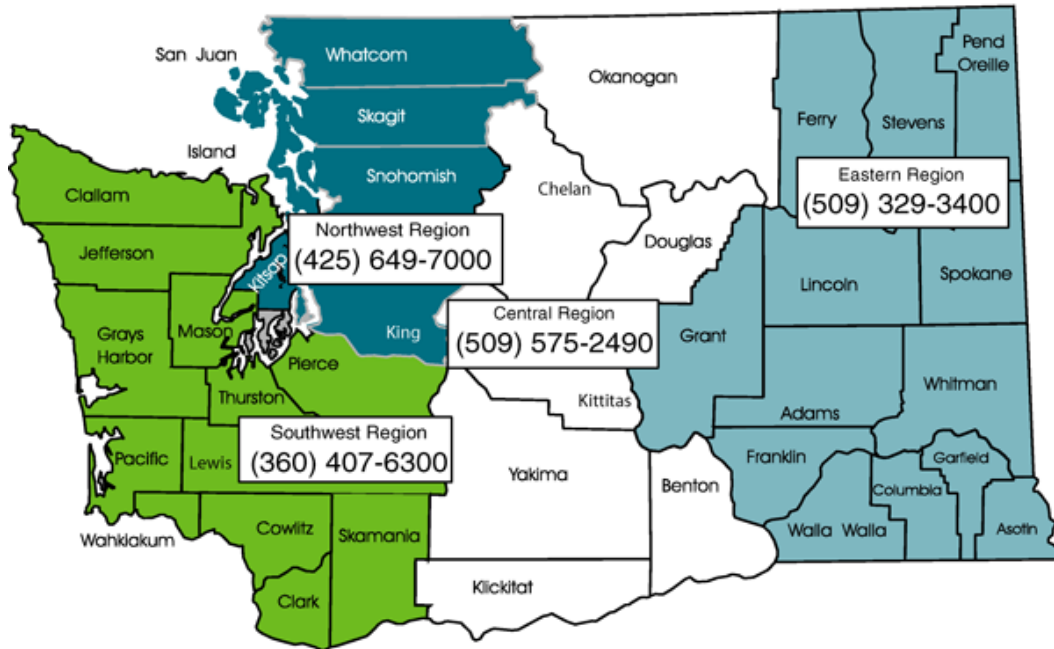 San Juan
Whatcom
Okanogan
Pend
Oreille
Skagit
Ferry
Stevens
Island
Snohomish
Clallam
Chelan
Eastern Region
(509) 329-3400
Northwest Region
(425) 649-7000
Jefferson
Douglas
Kitsap
Lincoln
Spokane
Central Region
(509) 575-2490
Grays
Harbor
Mason
King
Grant
Pierce
Thurston
Kittitas
Whitman
Adams
Southwest Region
(360) 407-6300
Pacific
Lewis
Yakima
Benton
Franklin
Garfield
Columbia
Wahkiakum
Cowlitz
Skamania
Walla Walla
Asotin
Klickitat
Clark